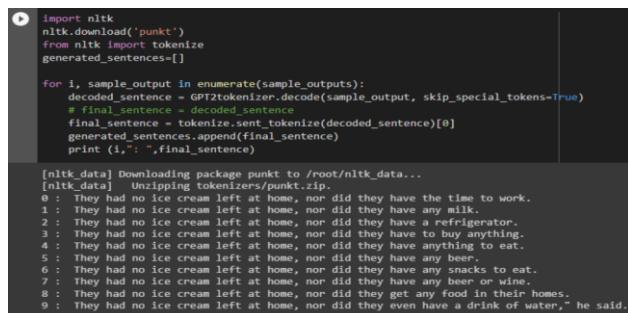 import nltk
nltk.download('punkt')
from nltk import tokenize
generated_sentences=[]
for i, sample_output in enumerate(sample_outputs):
decoded_sentence = GPT2tokenizer.decode(sample_output, skip_special_tokens=True)
# final_sentence = decoded_sentence
final_sentence = tokenize.sent_tokenize(decoded_sentence)[0]
generated_sentences.append(final_sentence)
print (i,": ",final_sentence)
[nltk_data] Downloading package punkt to /root/nltk_data...
[nltk_data]   Unzipping tokenizers/punkt.zip.
0 :  They had no ice cream left at home, nor did they have the time to work.
1 :  They had no ice cream left at home, nor did they have any milk.
2 :  They had no ice cream left at home, nor did they have a refrigerator.
3 :  They had no ice cream left at home, nor did they have to buy anything.
4 :  They had no ice cream left at home, nor did they have anything to eat.
5 :  They had no ice cream left at home, nor did they have any beer.
6 :  They had no ice cream left at home, nor did they have any snacks to eat.
7 :  They had no ice cream left at home, nor did they have any beer or wine.
8 :  They had no ice cream left at home, nor did they get any food in their homes.
9 :  They had no ice cream left at home, nor did they even have a drink of water," he said.